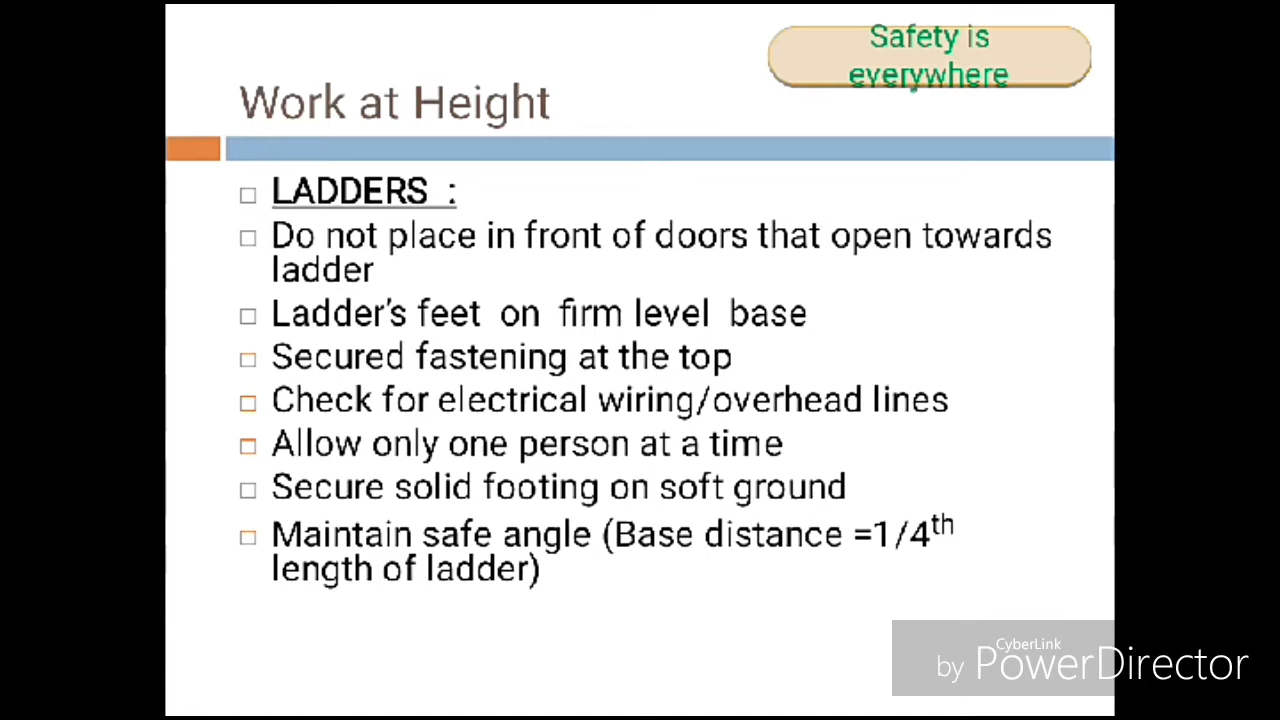 Safety is
everywhere
Work at Height
LADDERS :
Do not place in front of doors that open towards
ladder
Ladder's feet on firm level base
Secured fastening at the top
Check for electrical wiring/overhead lines
Allow only one person at a time
Secure solid footing on soft ground
Maintain safe angle (Base distance =1/4th
length of ladder)
CyberLink
by PowerDirector